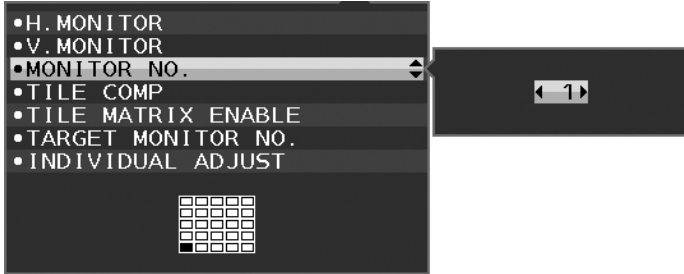 •H.MONITOR
•V.MONITOR
•MONITOR NO.
1
•TILE COMP
•TILE MATRIX ENABLE
•TARGET MONITOR NO.
•INDIVIDUAL ADJUST